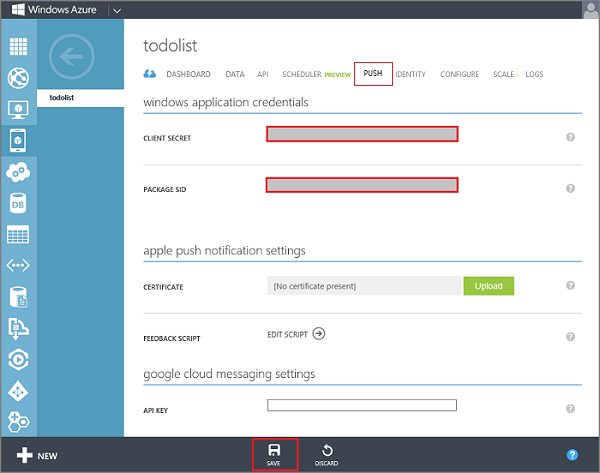 Windows Azure
todolist
todolist
DASHBOARD DATA API SCHEDULER PREVIEW PUSH IDENTITY CONFIGURE SCALE LOGS
windows application credentials
CLIENT SECRET
?
PACKAGE SID
?
apple push notification settings
CERTIFICATE [No certificate present] Upload
?
FEEDBACK SCRIPT EDIT SCRIPT
?
google cloud messaging settings
API KEY
?
DB
NEW SAVE DISCARD ?